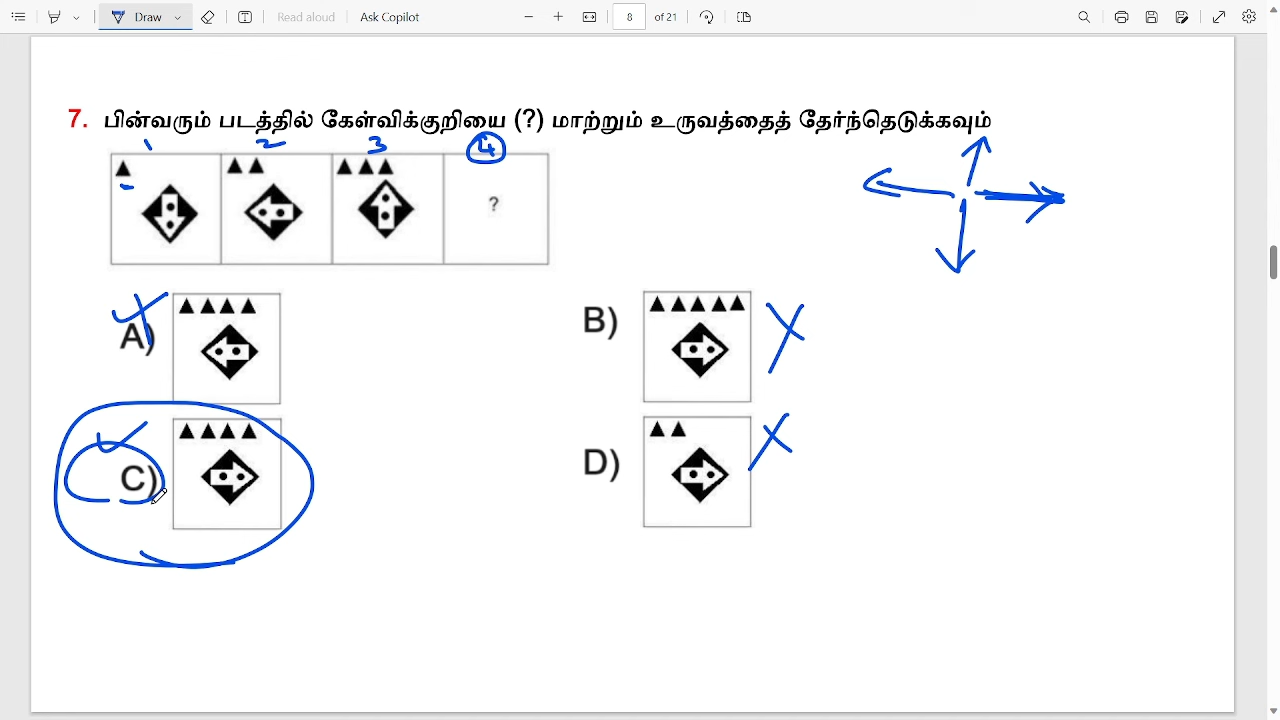 Draw
Read aloud
Ask Copilot
8
of 21
7. பின்வரும் படத்தில் கேள்விக்குறியை (?) மாற்றும் உருவத்தைத் தேர்ந்தெடுக்கவும்
1 2 3 4
?
A) B)
C) D)